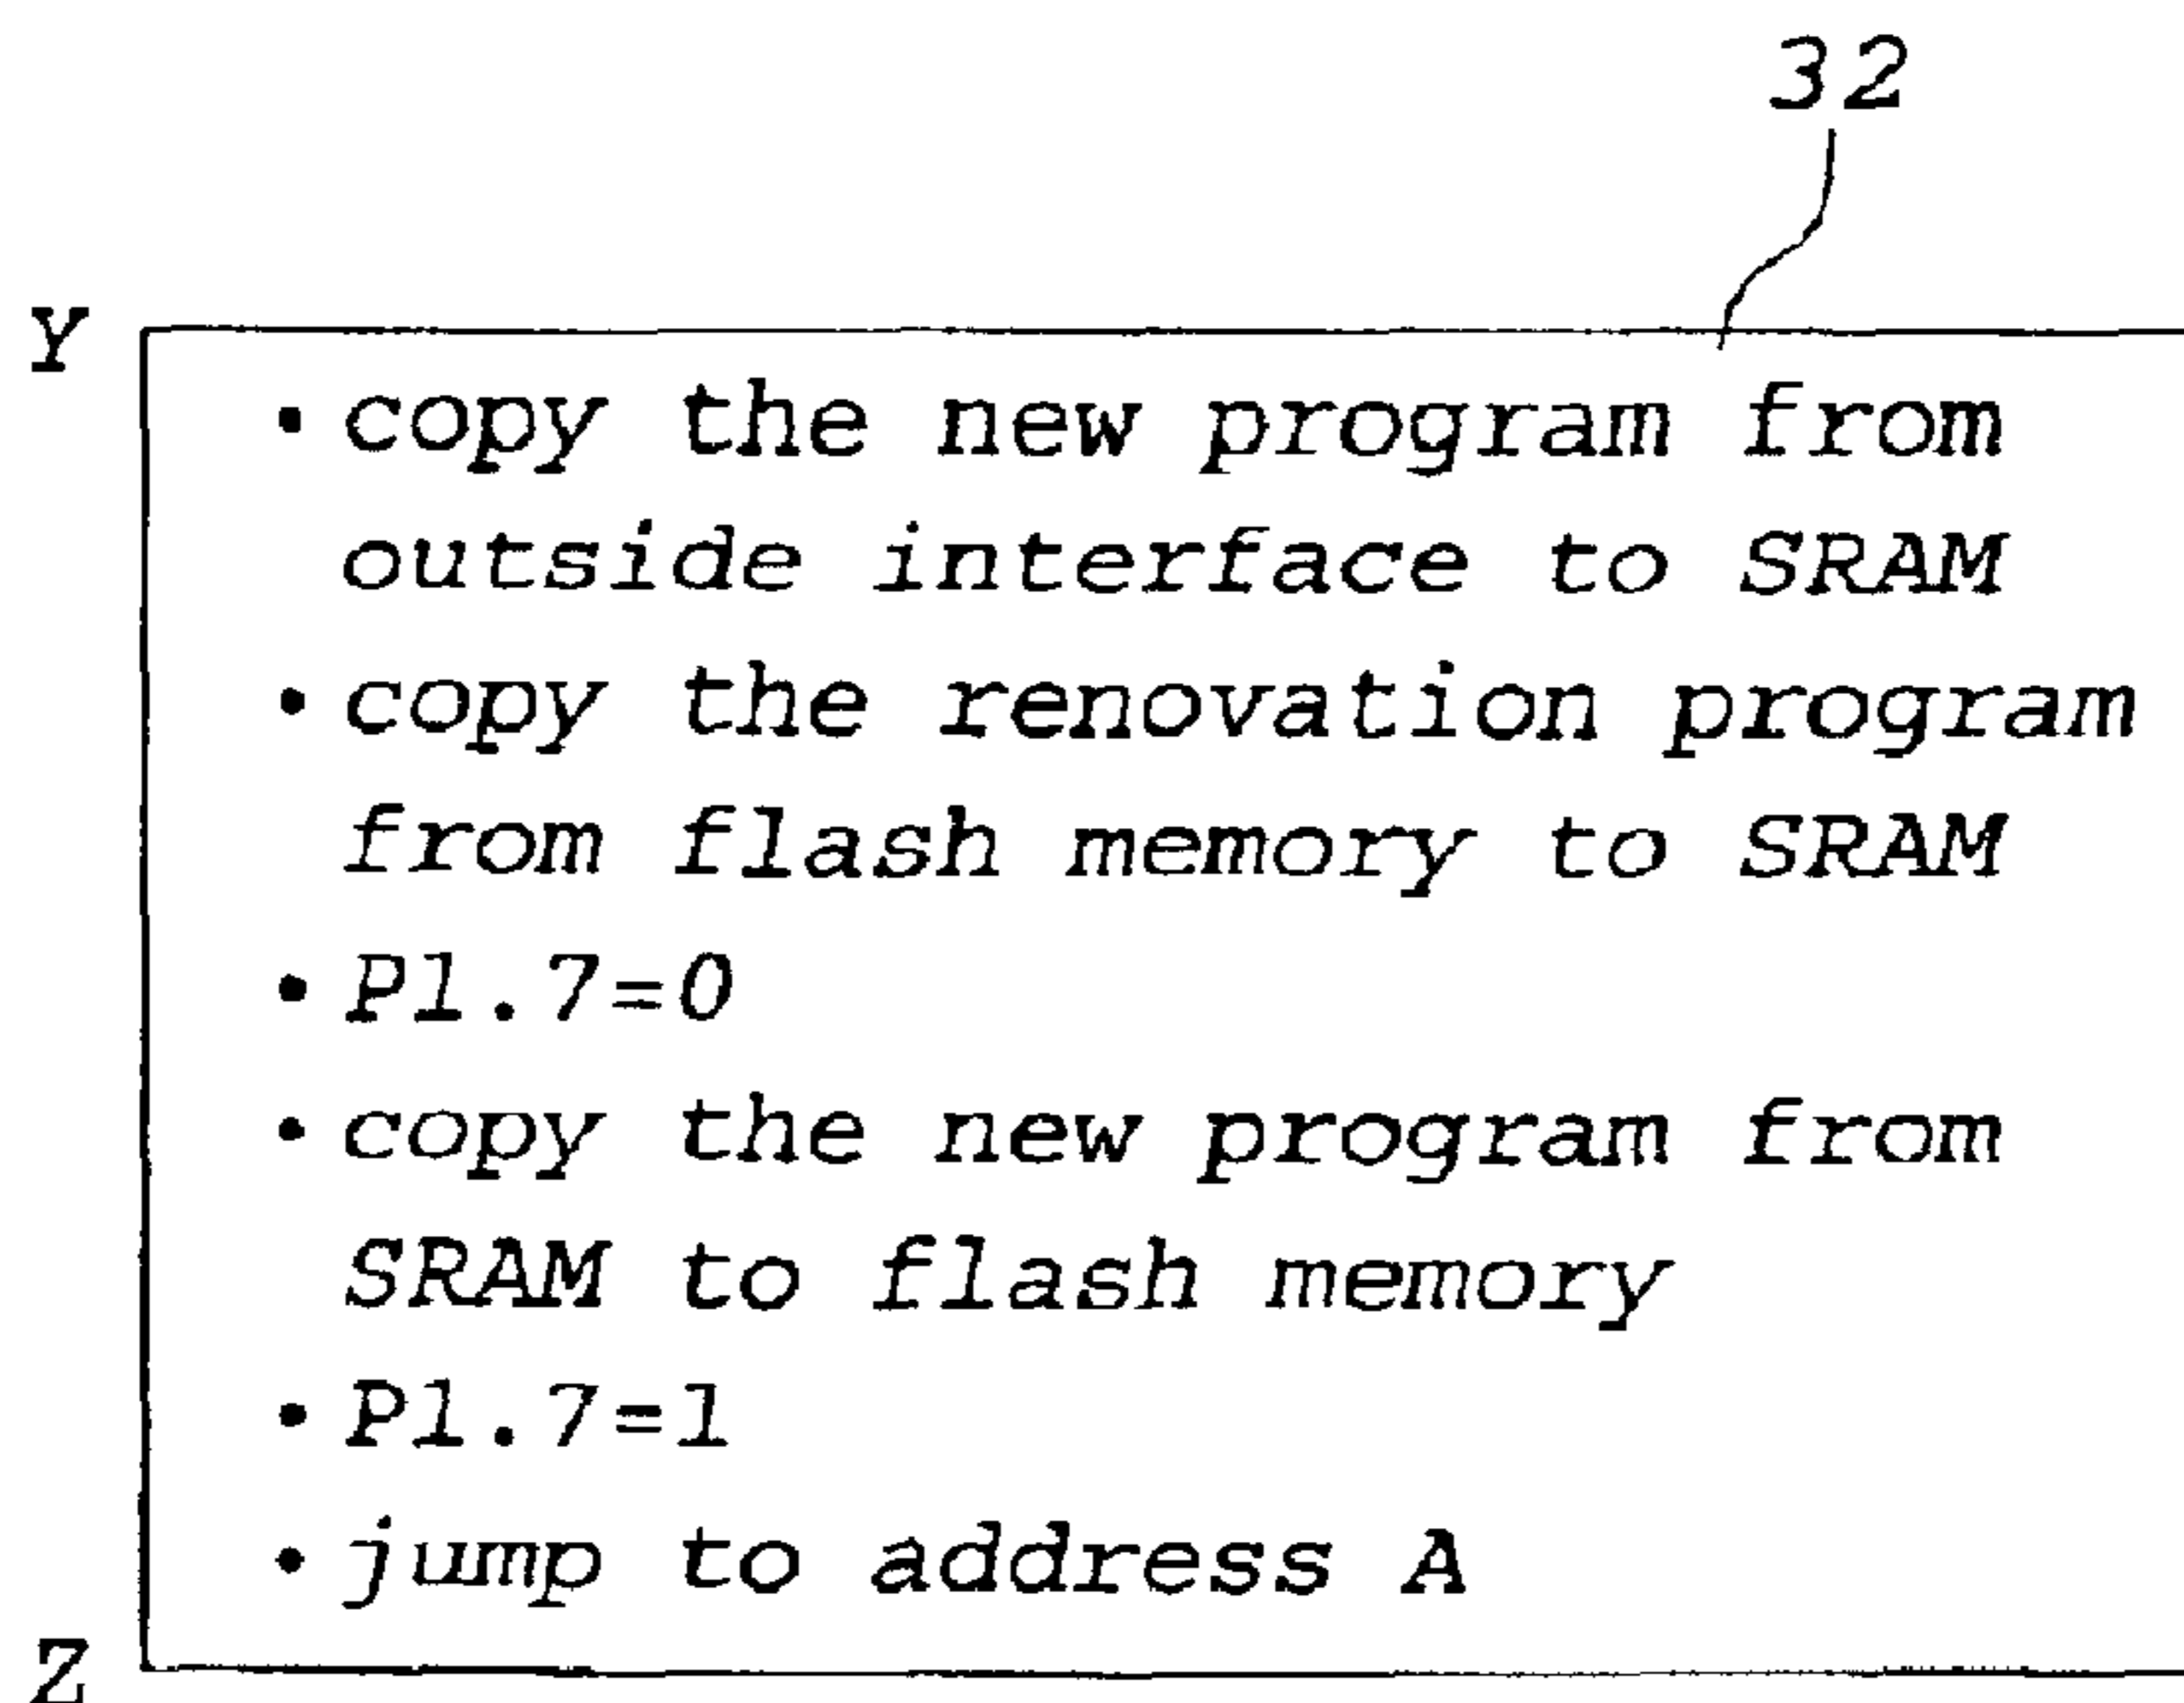 32
Y
• copy the new program from
outside interface to SRAM
• copy the renovation program
from flash memory to SRAM
• P1.7=0
• copy the new program from
SRAM to flash memory
• P1.7=1
• jump to address A
Z